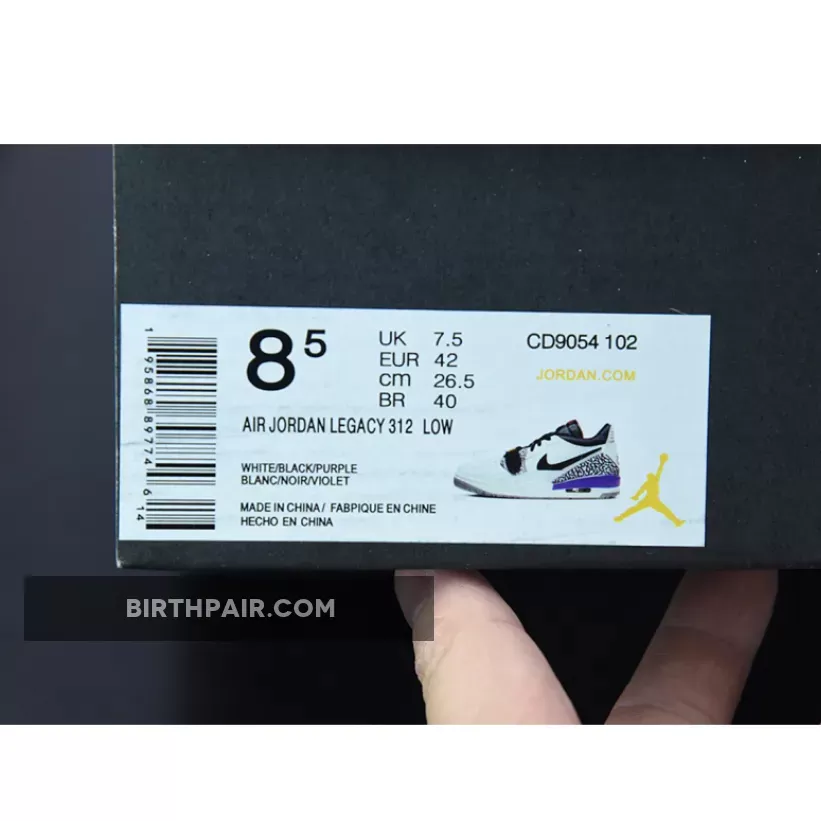 1 95868 89774 6 14
8 5
UK 7.5
EUR 42
cm 26.5
BR 40
CD9054 102
JORDAN.COM
AIR JORDAN LEGACY 312 LOW
WHITE/BLACK/PURPLE
BLANC/NOIR/VIOLET
MADE IN CHINA / FABPIQUE EN CHINE
HECHO EN CHINA
BIRTHPAIR.COM